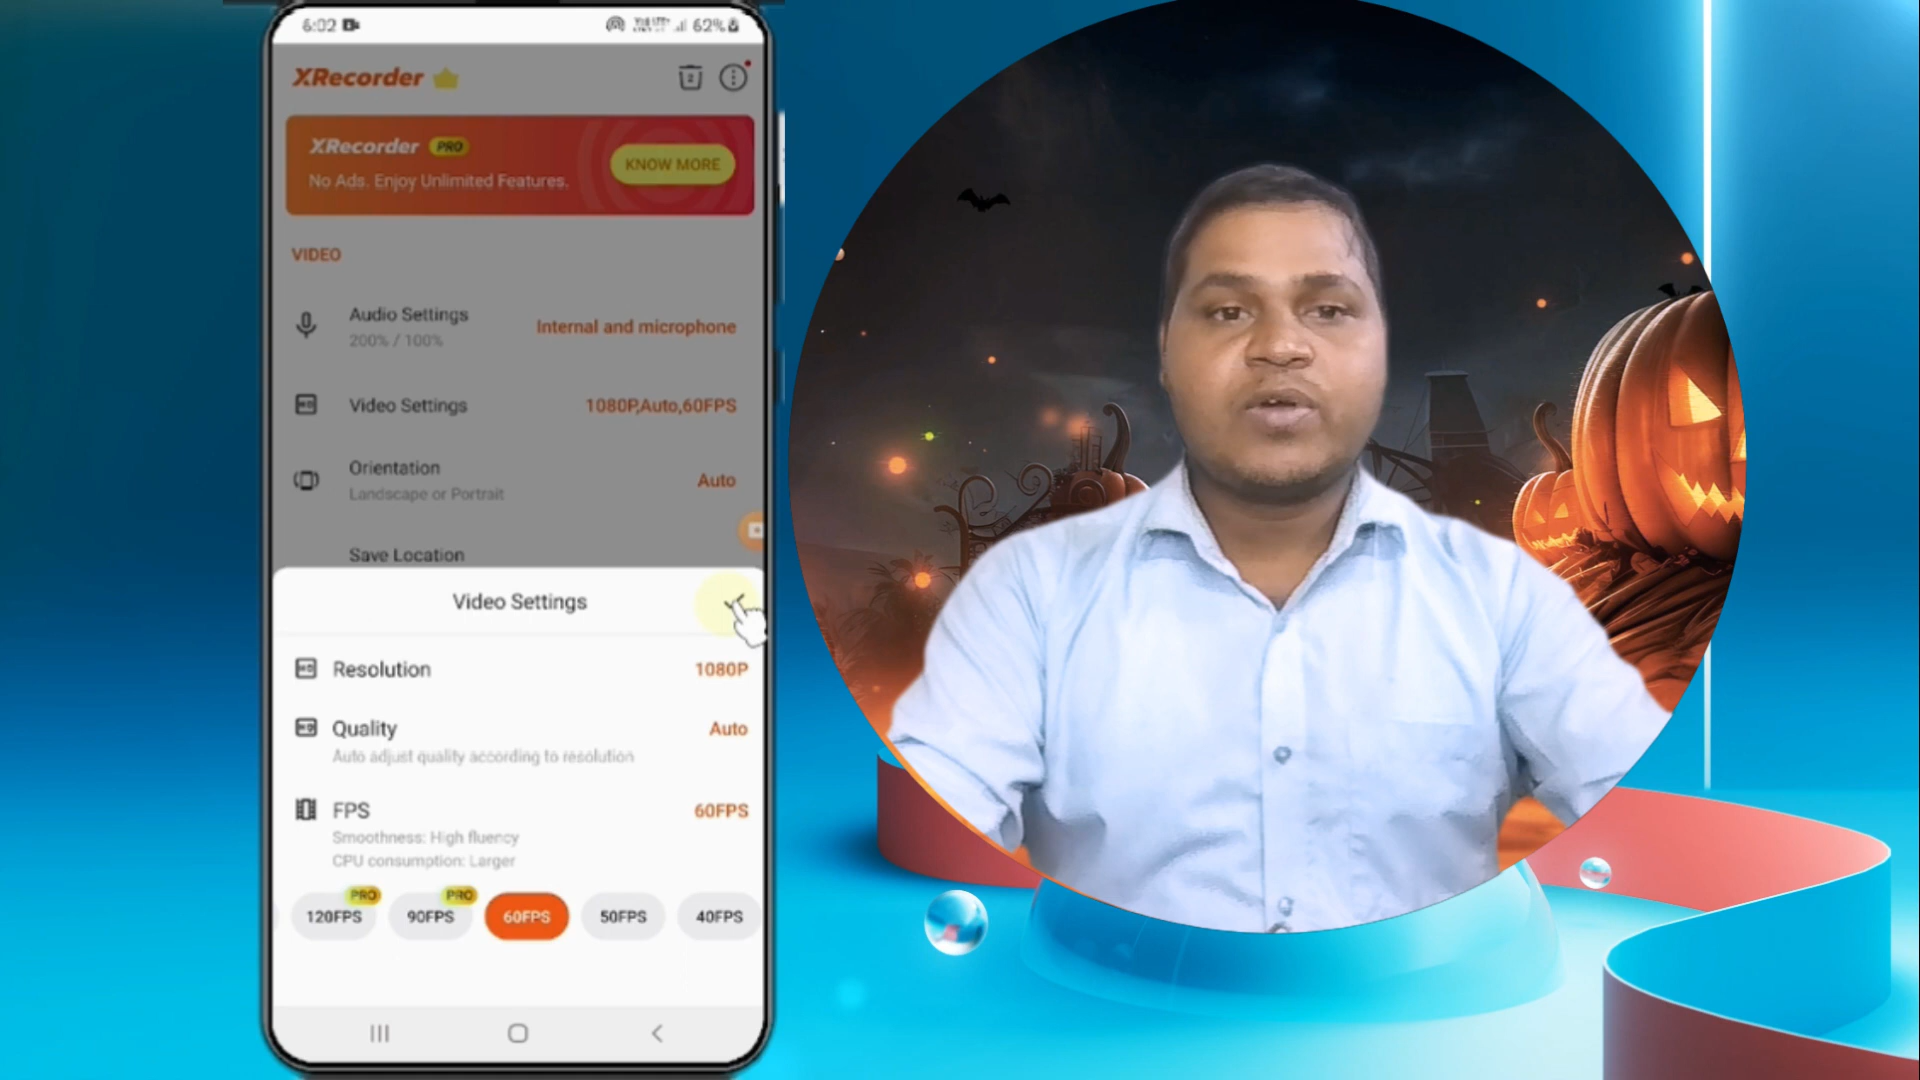 6:02
62%
XRecorder
XRecorder PRO
No Ads. Enjoy Unlimited Features.
KNOW MORE
VIDEO
Audio Settings
200% / 100%
Internal and microphone
Video Settings
1080P,Auto,60FPS
Orientation
Landscape or Portrait
Auto
Save Location
Video Settings
Resolution
1080P
Quality
Auto
Auto adjust quality according to resolution
FPS
60FPS
Smoothness: High fluency
CPU consumption: Larger
PRO
PRO
120FPS
90FPS
60FPS
50FPS
40FPS